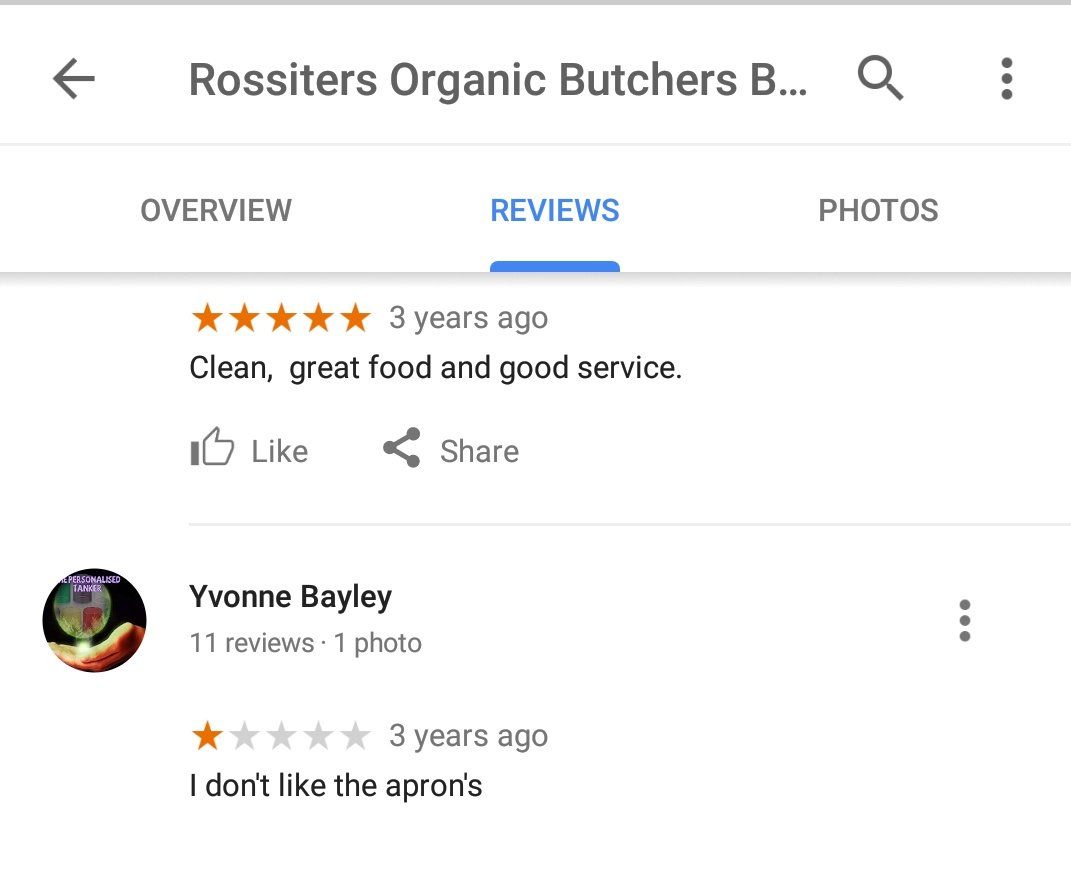 Rossiters Organic Butchers B...
OVERVIEW
REVIEWS
PHOTOS
3 years ago
Clean,  great food and good service.
Like
Share
PERSONALISED
TANKER
Yvonne Bayley
11 reviews · 1 photo
3 years ago
I don't like the apron's